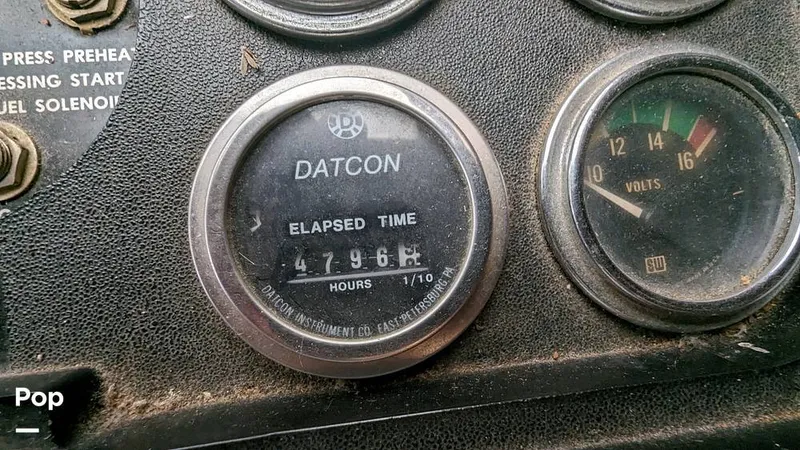 PRESS PREHEA
ESSING START
UEL SOLENOI
D
DATCON
ELAPSED TIME
4796
HOURS 1/10
DATCON INSTRUMENT CO. EAST-PETERSBURG, PA
10 12 14 16
VOLTS
SW
Pop